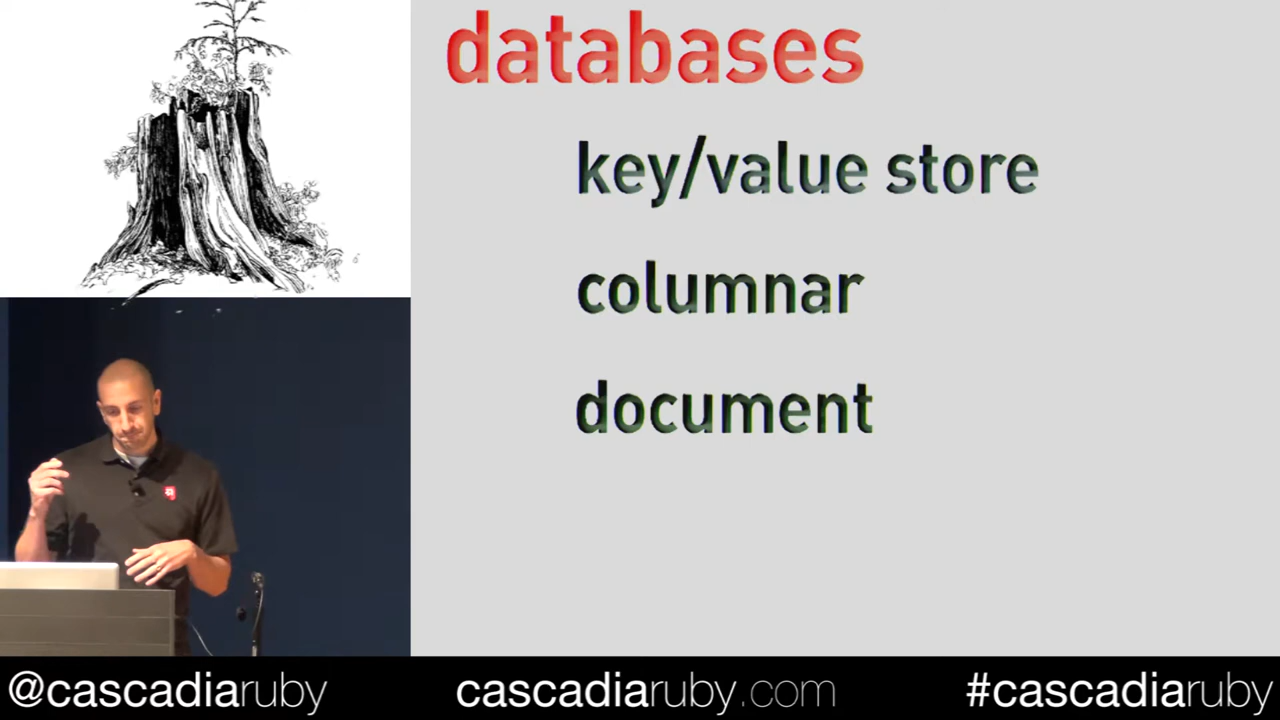 databases
key/value store
columnar
document
@cascadiaruby
cascadiaruby.com
#cascadiaruby